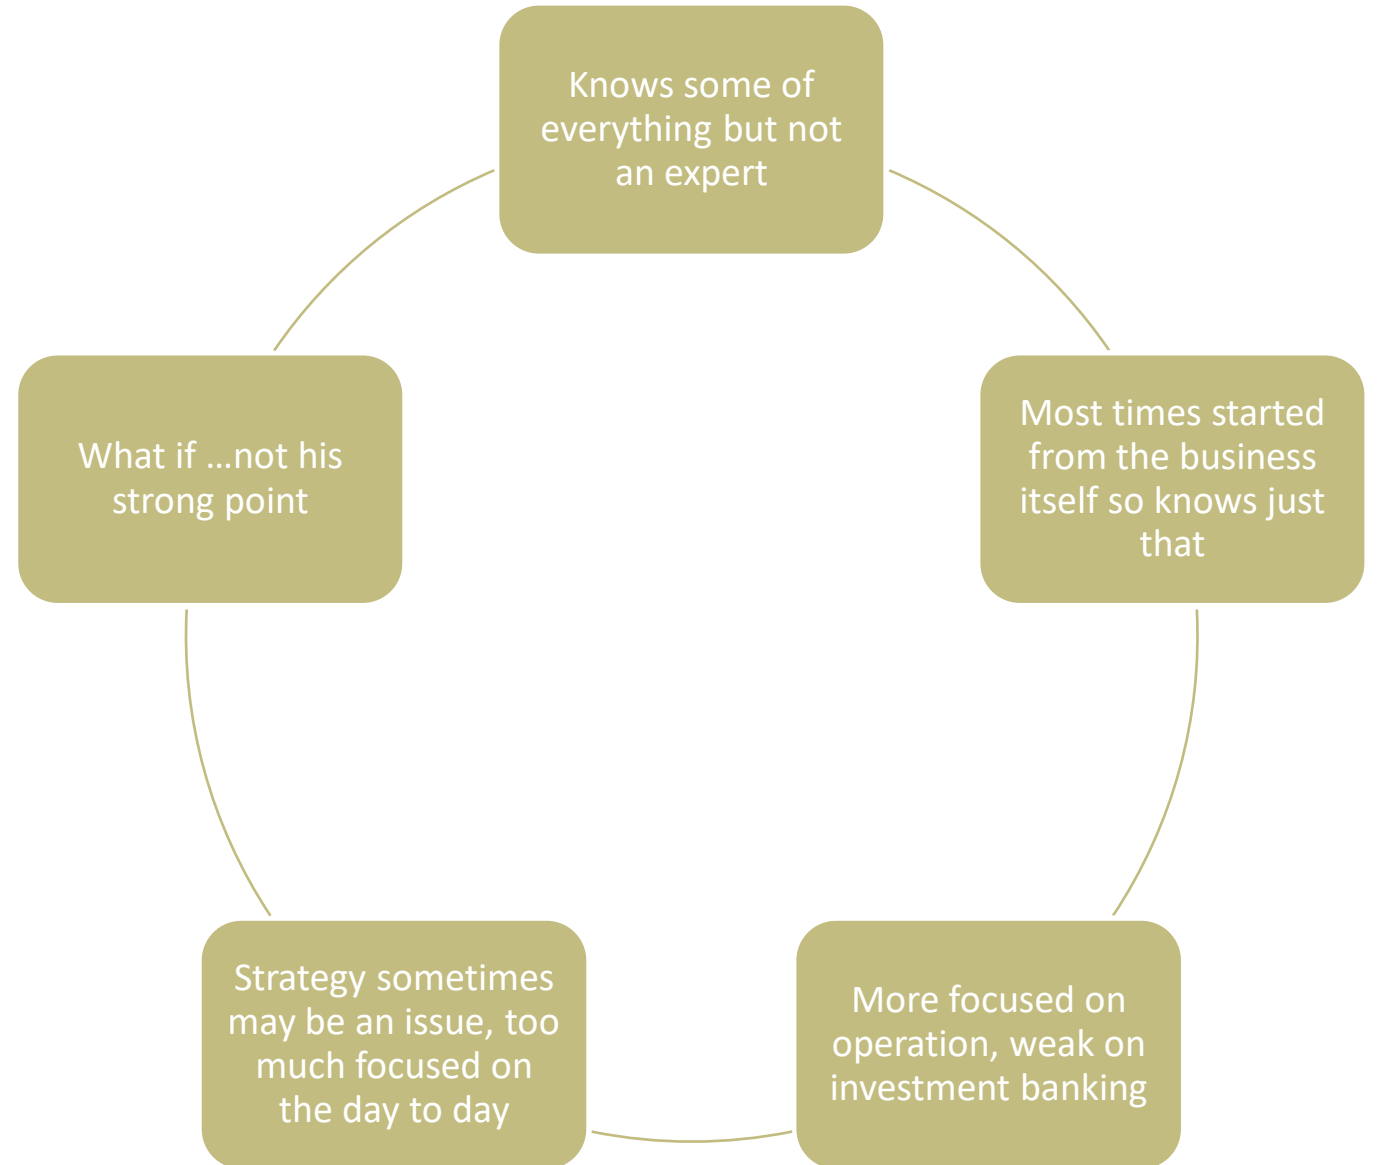 Knows some of
everything but not
an expert
Most times started
from the business
itself so knows just
that
More focused on
operation, weak on
investment banking
Strategy sometimes
may be an issue, too
much focused on
the day to day
What if …not his
strong point